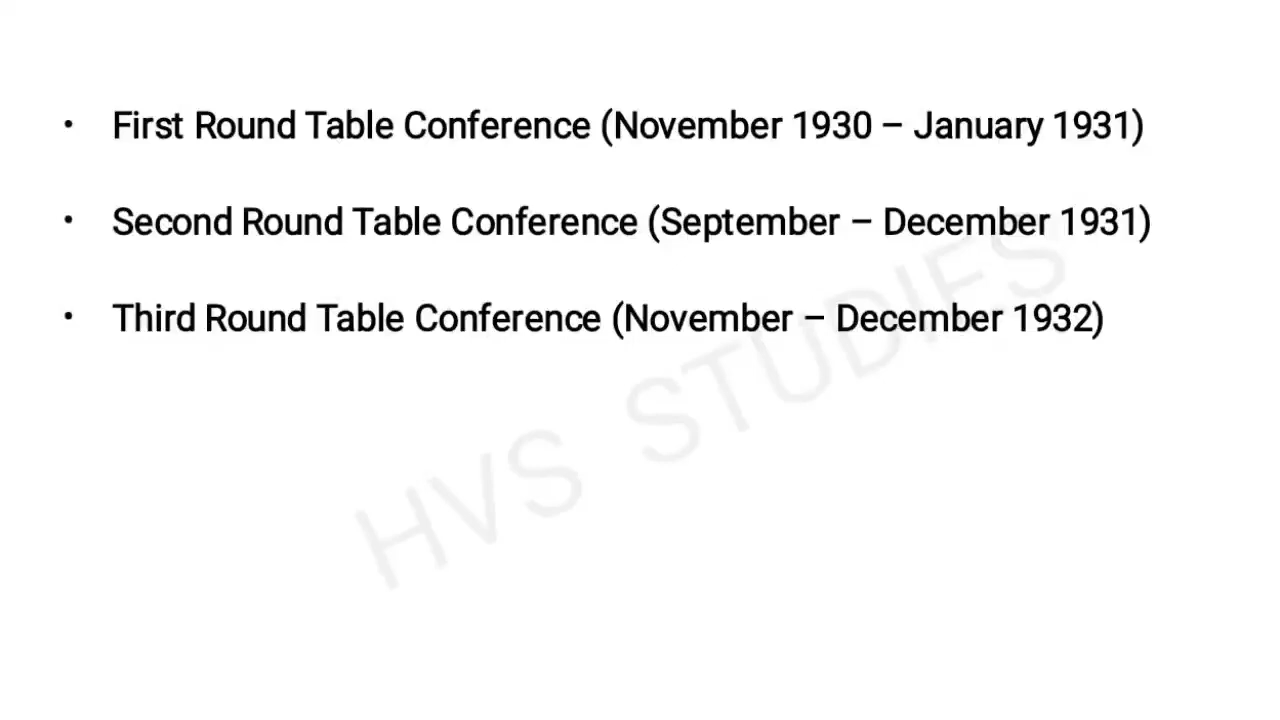 • First Round Table Conference (November 1930 – January 1931)
• Second Round Table Conference (September – December 1931)
• Third Round Table Conference (November – December 1932)
HVS STUDIES